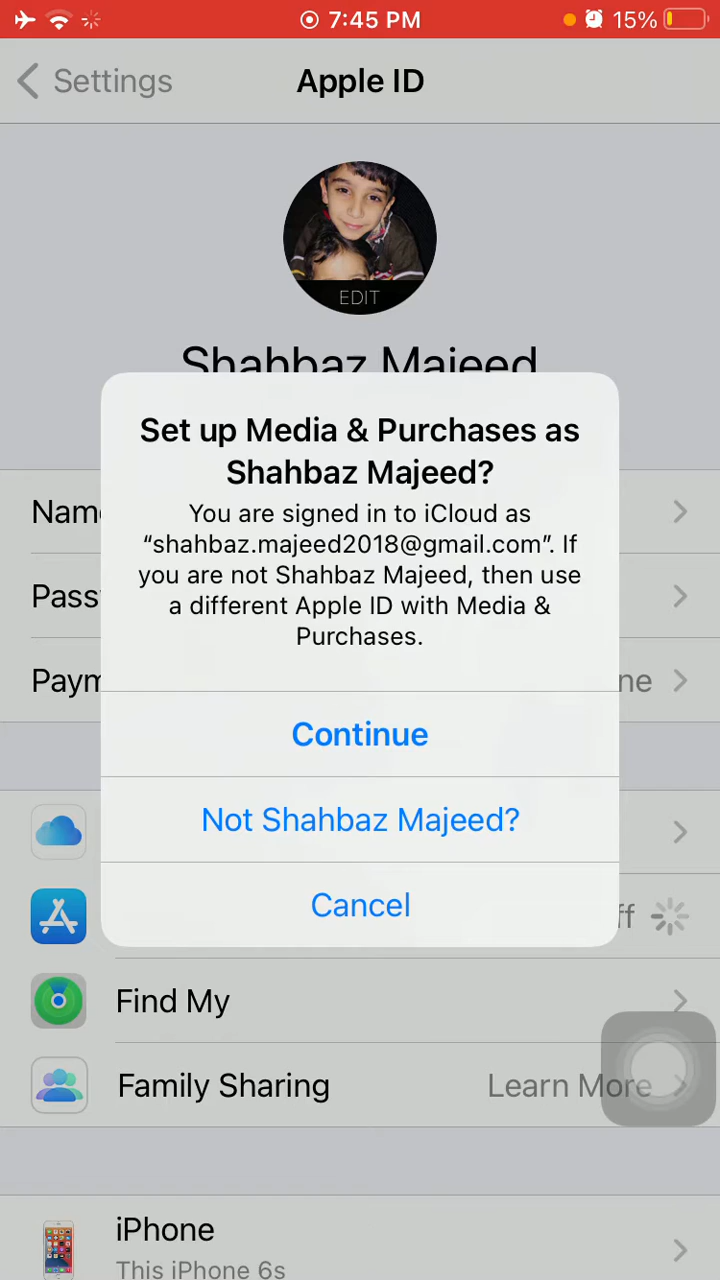 7:45 PM 15%
Settings Apple ID
EDIT
Shahbaz Majeed
Set up Media & Purchases as
Shahbaz Majeed?
You are signed in to iCloud as
“shahbaz.majeed2018@gmail.com”. If
you are not Shahbaz Majeed, then use
a different Apple ID with Media &
Purchases.
Continue
Not Shahbaz Majeed?
Cancel
Find My
Family Sharing Learn More
iPhone
This iPhone 6s